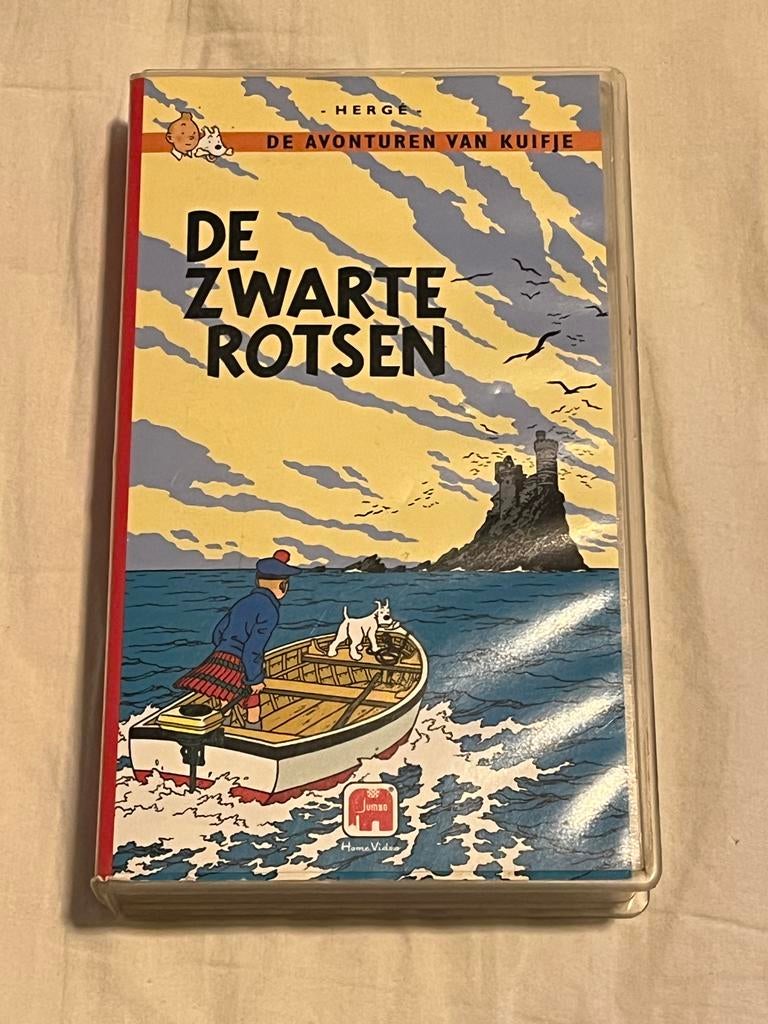 - HERGÉ -
DE AVONTUREN VAN KUIFJE
DE
ZWARTE
ROTSEN
JUMBO
Home Video